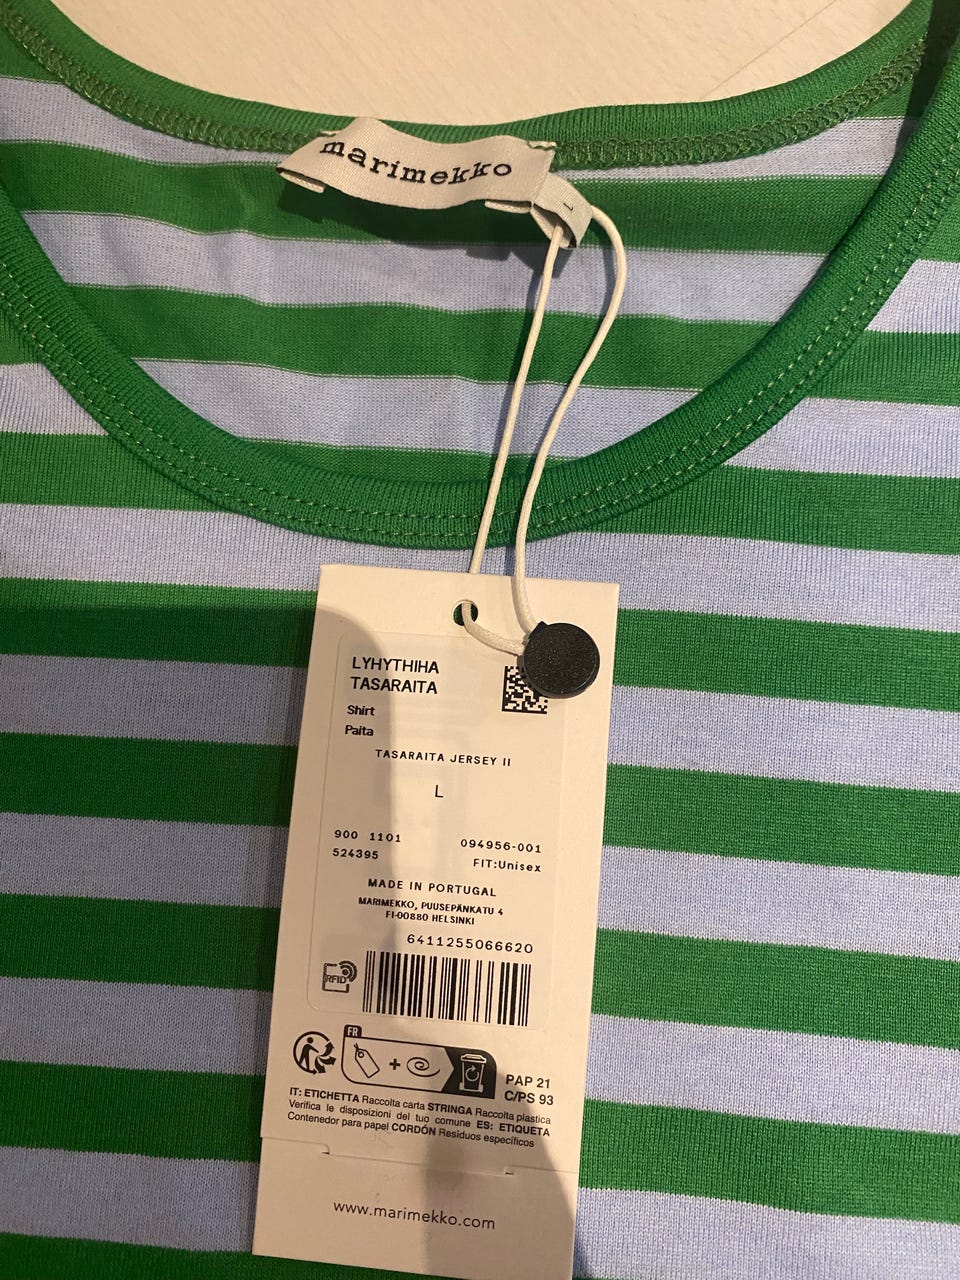 marimekko
L
LYHYTHIHA
TASARAITA
Shirt
Paita
TASARAITA JERSEY II
L
900 1101 094956-001
524395 FIT:Unisex
MADE IN PORTUGAL
MARIMEKKO, PUUSEPÄNKATU 4
FI-00880 HELSINKI
6411255066620
RFID
FR
+
PAP 21
C/PS 93
IT: ETICHETTA Raccolta carta STRINGA Raccolta plastica
Verifica le disposizioni del tuo comune ES: ETIQUETA
Contenedor para papel CORDÓN Residuos específicos
www.marimekko.com